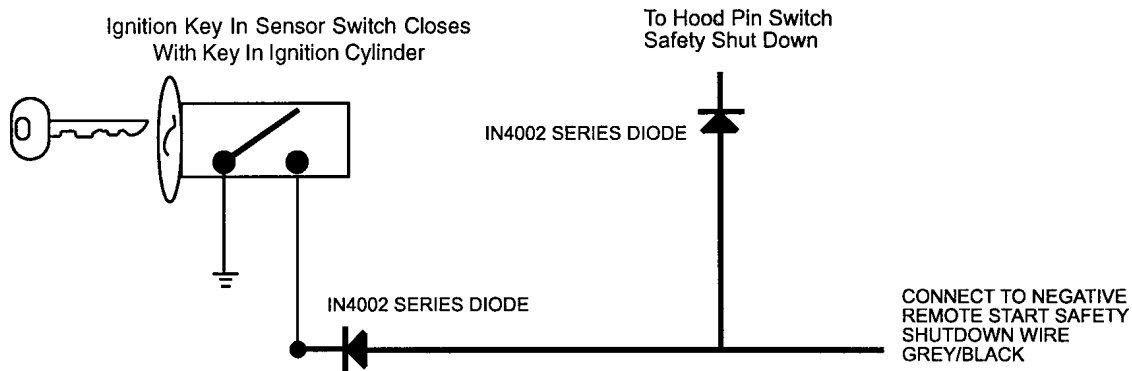 Ignition Key In Sensor Switch Closes
With Key In Ignition Cylinder
To Hood Pin Switch
Safety Shut Down
IN4002 SERIES DIODE
IN4002 SERIES DIODE
CONNECT TO NEGATIVE
REMOTE START SAFETY
SHUTDOWN WIRE
GREY/BLACK